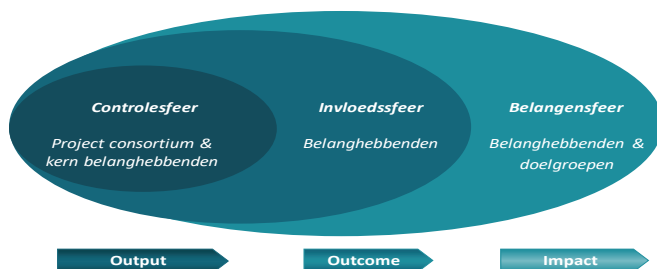 Controlesfeer
Invloedssfeer
Belangensfeer
Project consortium &
kern belanghebbenden
Belanghebbenden
Belanghebbenden &
doelgroepen
Output
Outcome
Impact